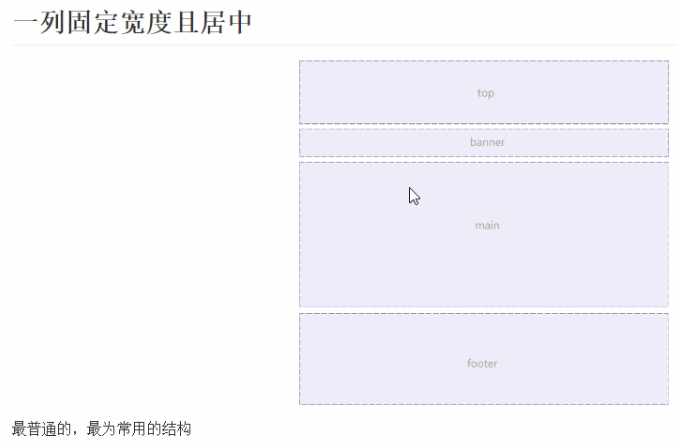 一列固定宽度且居中
top
banner
main
footer
最普通的，最为常用的结构